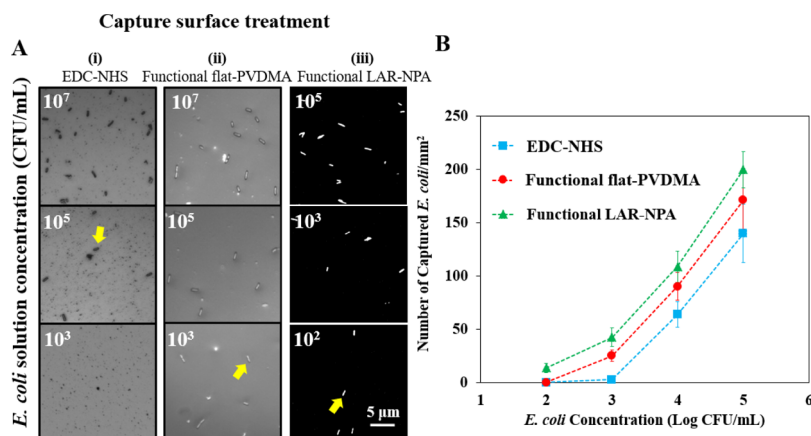 Capture surface treatment
A
(i)
EDC-NHS
(ii)
Functional flat-PVDMA
(iii)
Functional LAR-NPA
E. coli solution concentration (CFU/mL)
10⁷
10⁷
10⁵
10⁵
10⁵
10³
10³
10³
10²
5 μm
B
Number of Captured E. coli/mm²
250
200
150
100
50
0
EDC-NHS
Functional flat-PVDMA
Functional LAR-NPA
1 2 3 4 5 6
E. coli Concentration (Log CFU/mL)